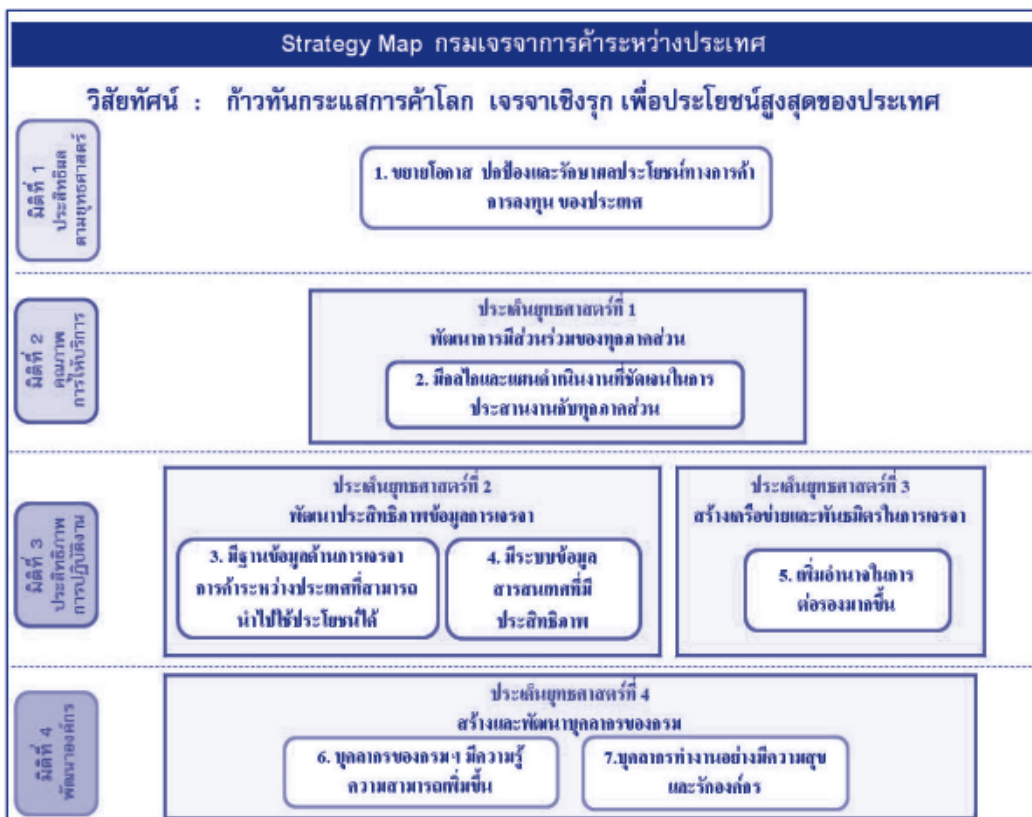 Strategy Map กรมเจรจาการค้าระหว่างประเทศ
วิสัยทัศน์ : ก้าวทันกระแสการค้าโลก เจรจาเชิงรุก เพื่อประโยชน์สูงสุดของประเทศ
มิติที่ 1
ประสิทธิผล
ตามยุทธศาสตร์
1. ขยายโอกาส ปกป้องและรักษาผลประโยชน์ทางการค้า
การลงทุน ของประเทศ
มิติที่ 2
คุณภาพ
การให้บริการ
ประเด็นยุทธศาสตร์ที่ 1
พัฒนาการมีส่วนร่วมของทุกภาคส่วน
2. มีกลไกและแผนดำเนินงานที่ชัดเจนในการ
ประสานงานกับทุกภาคส่วน
มิติที่ 3
ประสิทธิภาพ
การปฏิบัติงาน
ประเด็นยุทธศาสตร์ที่ 2
พัฒนาประสิทธิภาพข้อมูลการเจรจา
3. มีฐานข้อมูลด้านการเจรจา
การค้าระหว่างประเทศที่สามารถ
นำไปใช้ประโยชน์ได้
4. มีระบบข้อมูล
สารสนเทศที่มี
ประสิทธิภาพ
ประเด็นยุทธศาสตร์ที่ 3
สร้างเครือข่ายและพันธมิตรในการเจรจา
5. เพิ่มอำนาจในการ
ต่อรองมากขึ้น
มิติที่ 4
พัฒนาองค์กร
ประเด็นยุทธศาสตร์ที่ 4
สร้างและพัฒนาบุคลากรของกรม
6. บุคลากรของกรมฯ มีความรู้
ความสามารถเพิ่มขึ้น
7.บุคลากรทำงานอย่างมีความสุข
และรักองค์กร